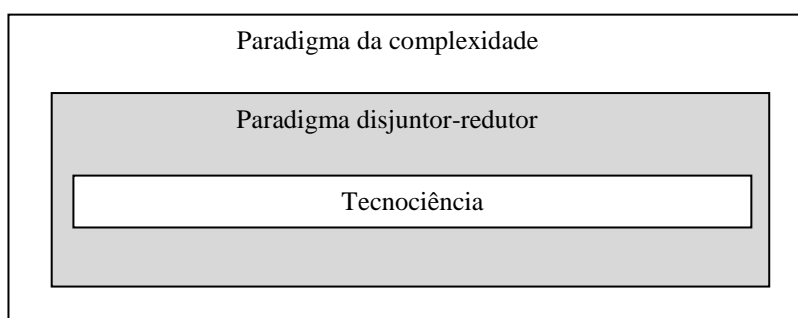 Paradigma da complexidade
Paradigma disjuntor-redutor
Tecnociência